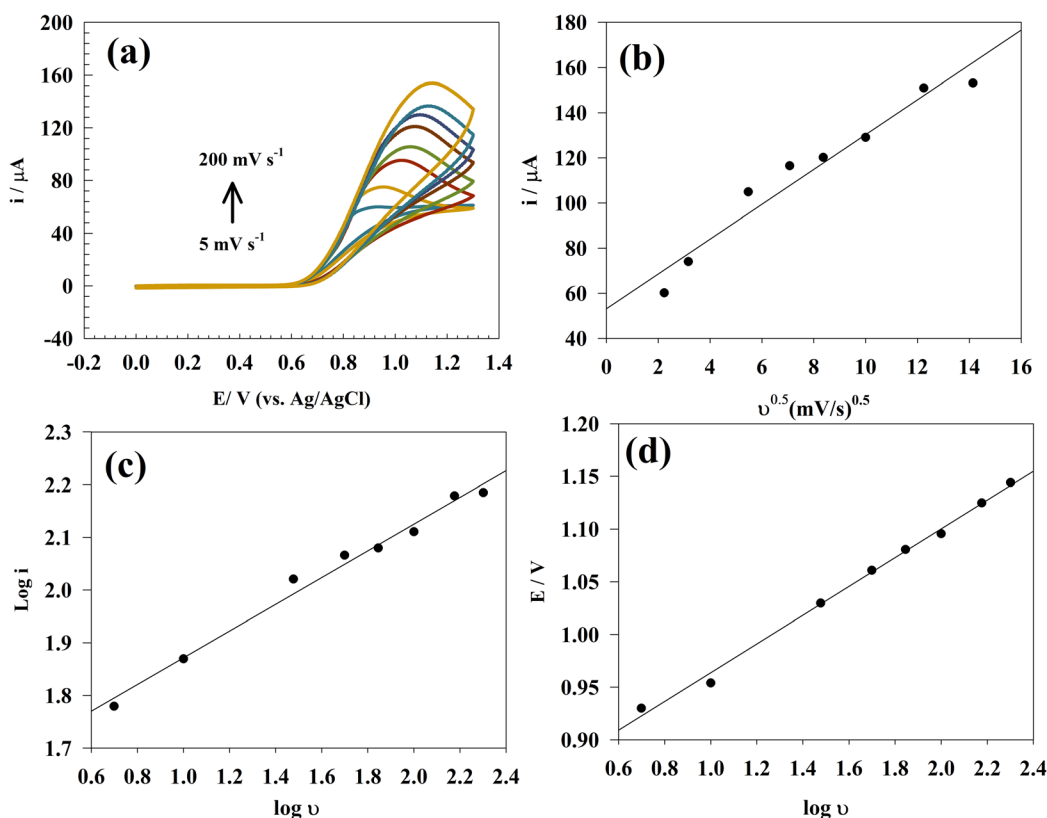 (a)
i / μA
200
160
120
80
40
0
-40
200 mV s-1
5 mV s-1
-0.2 0.0 0.2 0.4 0.6 0.8 1.0 1.2 1.4
E/ V (vs. Ag/AgCl)
(b)
i / μA
180
160
140
120
100
80
60
40
0 2 4 6 8 10 12 14 16
υ0.5(mV/s)0.5
(c)
Log i
2.3
2.2
2.1
2.0
1.9
1.8
1.7
0.6 0.8 1.0 1.2 1.4 1.6 1.8 2.0 2.2 2.4
log υ
(d)
E / V
1.20
1.15
1.10
1.05
1.00
0.95
0.90
0.6 0.8 1.0 1.2 1.4 1.6 1.8 2.0 2.2 2.4
log υ